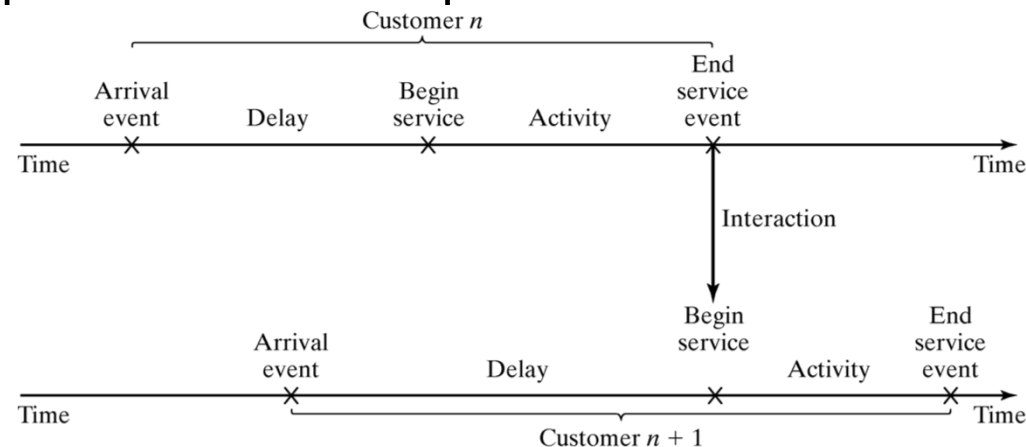 Customer n
Arrival
event
Delay
Begin
service
Activity
End
service
event
Time
Time
Interaction
Arrival
event
Delay
Begin
service
Activity
End
service
event
Time
Time
Customer n + 1